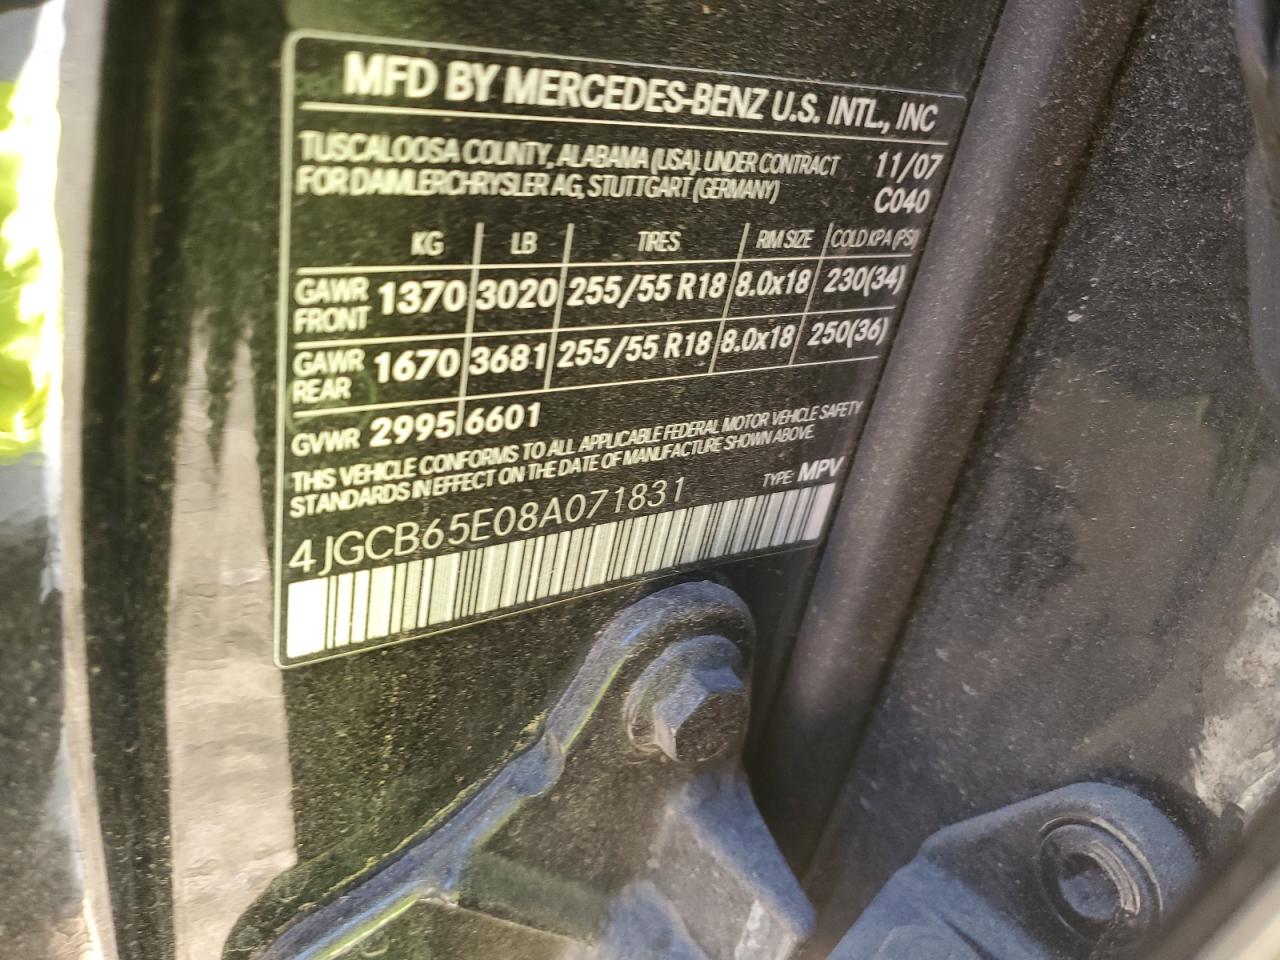 MFD BY MERCEDES-BENZ U.S. INTL., INC
TUSCALOOSA COUNTY, ALABAMA (USA). UNDER CONTRACT 11/07
FOR DAIMLERCHRYSLER AG, STUTTGART (GERMANY) C040
KG LB TIRES RIM SIZE COLD KPA (PSI)
GAWR FRONT 1370 3020 255/55 R18 8.0x18 230(34)
GAWR REAR 1670 3681 255/55 R18 8.0x18 250(36)
GVWR 2995 6601
THIS VEHICLE CONFORMS TO ALL APPLICABLE FEDERAL MOTOR VEHICLE SAFETY
STANDARDS IN EFFECT ON THE DATE OF MANUFACTURE SHOWN ABOVE.
4JGCB65E08A071831 TYPE: MPV